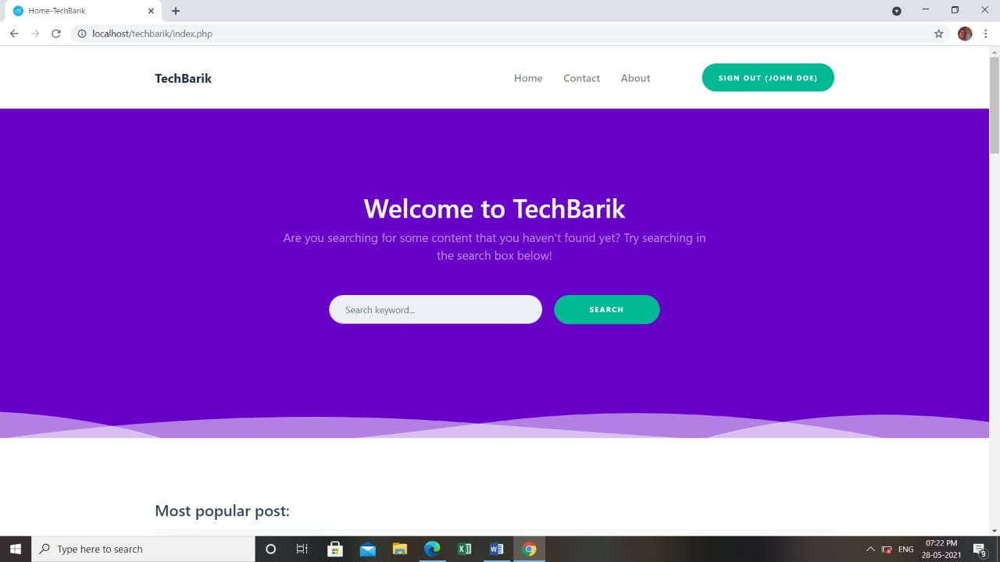 Home-TechBarik
localhost/techbarik/index.php
TechBarik
Home
Contact
About
SIGN OUT (JOHN DOE)
Welcome to TechBarik
Are you searching for some content that you haven't found yet? Try searching in
the search box below!
Search keyword...
SEARCH
Most popular post:
Type here to search
ENG
07:22 PM
28-05-2021
9